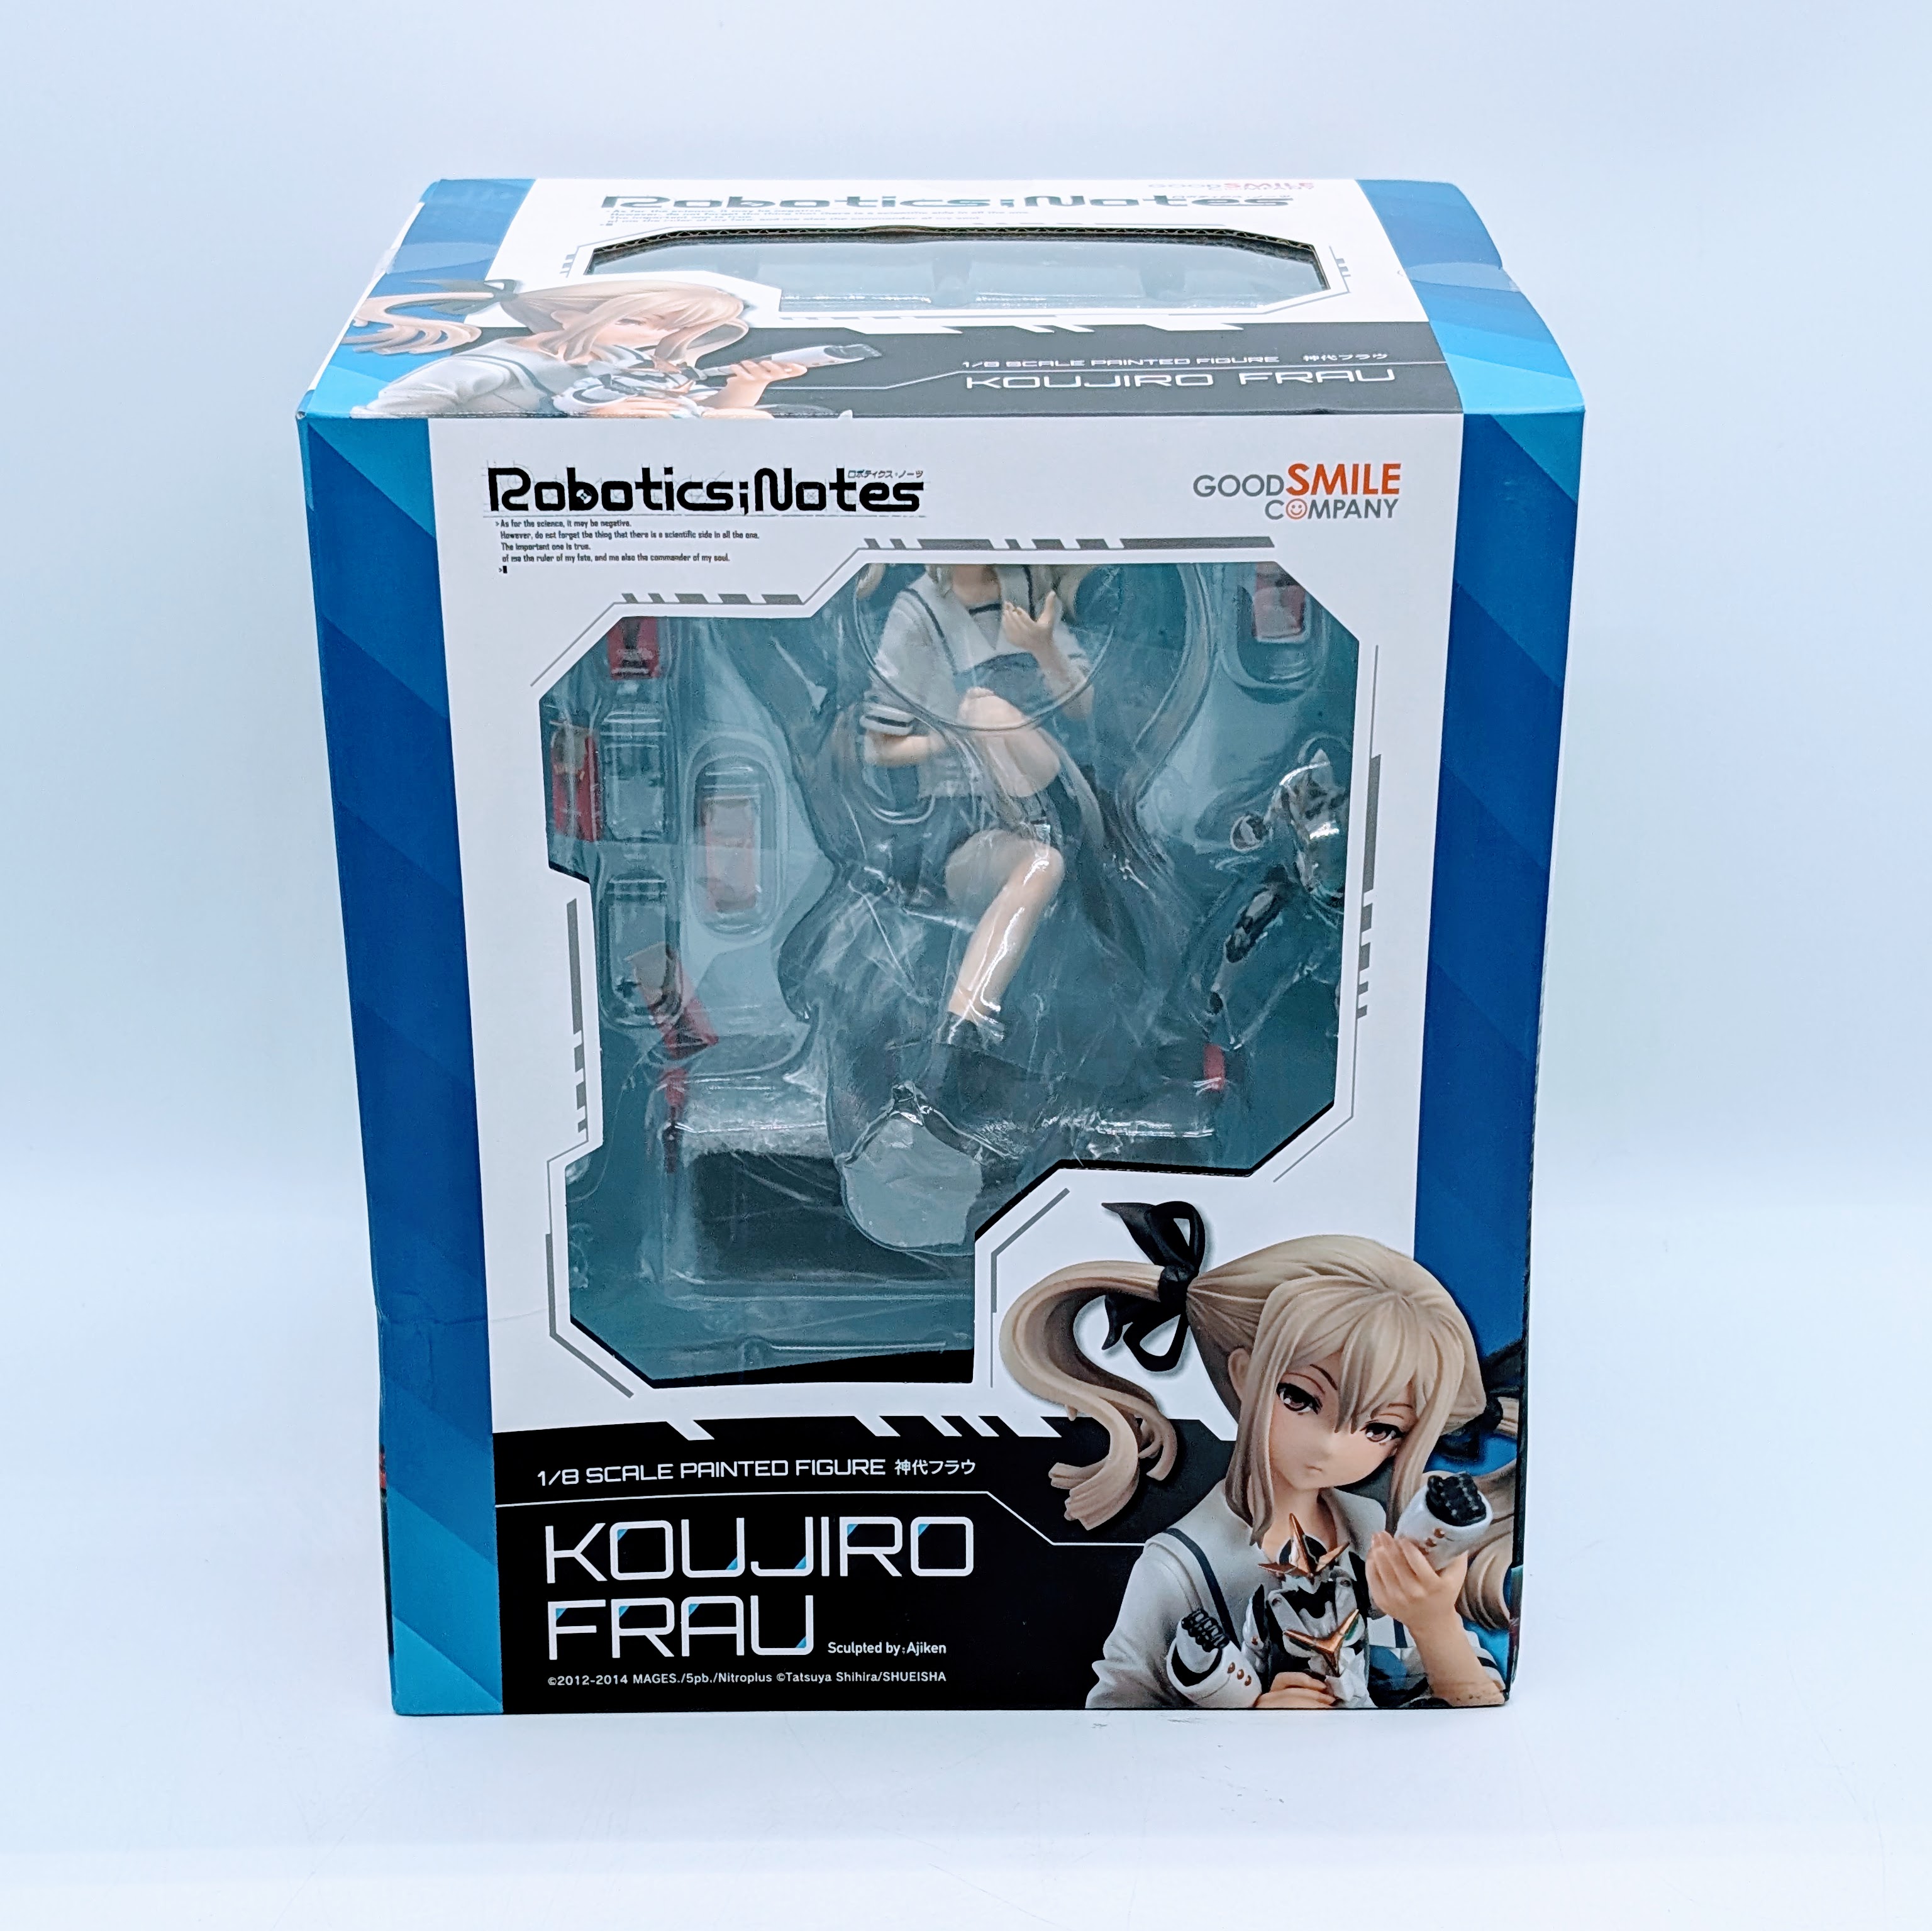 GOODSMILE
COMPANY
Robotics;Notes
1/8 SCALE PAINTED FIGURE 神代フラウ
KOUJIRO FRAU
ロボティクス・ノーツ
Robotics;Notes
>As for the science, it may be negative.
However, do not forget the thing that there is a scientific side in all the one.
The important one is true.
of me the ruler of my fate, and me also the commander of my soul.
>
GOODSMILE
COMPANY
1/8 SCALE PAINTED FIGURE 神代フラウ
KOUJIRO
FRAU
Sculpted by:Ajiken
©2012-2014 MAGES./5pb./Nitroplus ©Tatsuya Shihira/SHUEISHA